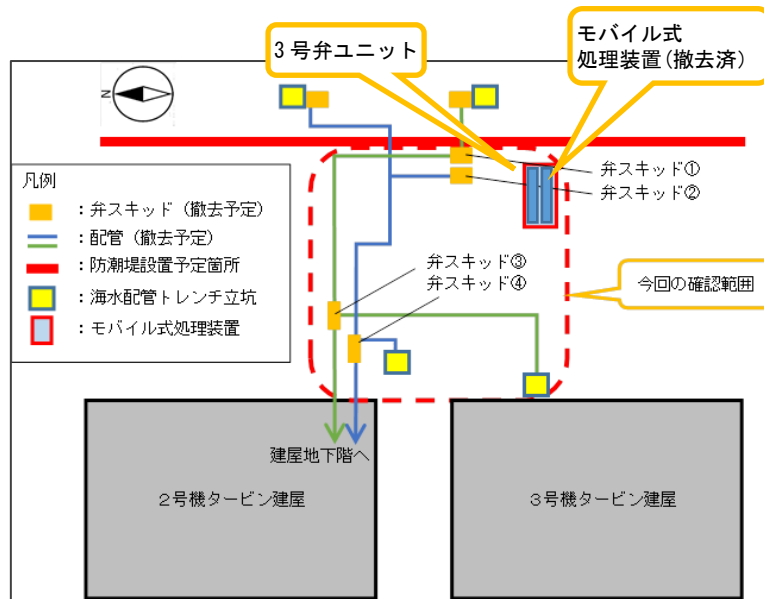 3号弁ユニット
モバイル式
処理装置(撤去済)
N
弁スキッド①
弁スキッド②
凡例
：弁スキッド（撤去予定）
：配管（撤去予定）
：防潮堤設置予定箇所
：海水配管トレンチ立坑
：モバイル式処理装置
弁スキッド③
弁スキッド④
今回の確認範囲
建屋地下階へ
２号機タービン建屋
３号機タービン建屋